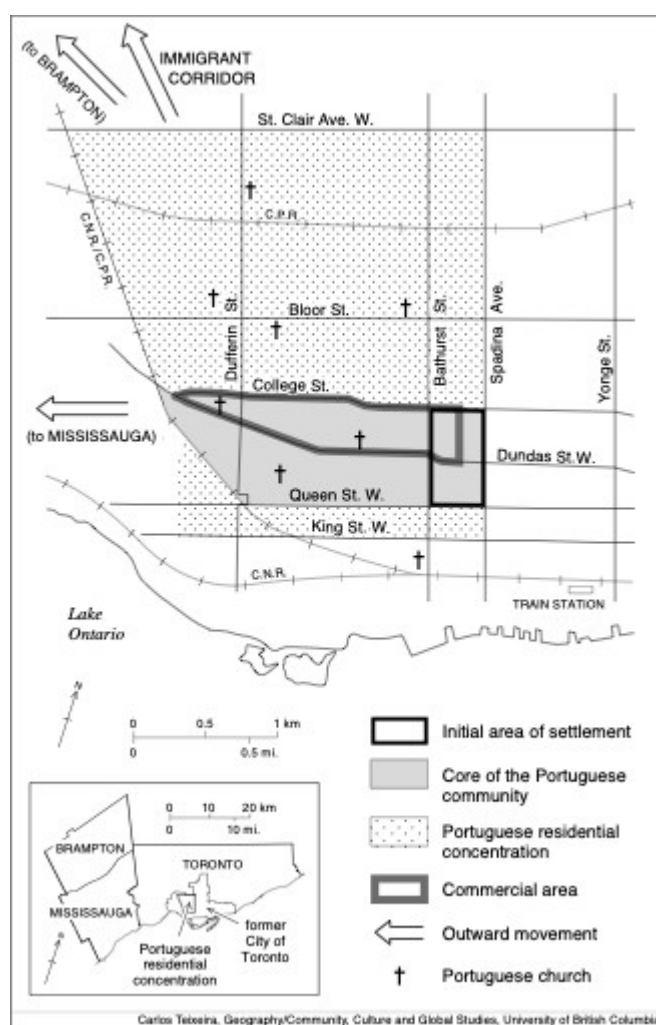 (to BRAMPTON)
IMMIGRANT
CORRIDOR
St. Clair Ave. W.
C.P.R.
C.N.R./C.P.R.
Dufferin St.
Bloor St.
Bathurst St.
Spadina Ave.
Yonge St.
College St.
(to MISSISSAUGA)
Dundas St. W.
Queen St. W.
King St. W.
C.N.R.
TRAIN STATION
Lake
Ontario
N
0 0.5 1 km
0 0.5 mi.
Initial area of settlement
Core of the Portuguese
community
Portuguese residential
concentration
Commercial area
Outward movement
Portuguese church
0 10 20 km
0 10 mi.
BRAMPTON
TORONTO
MISSISSAUGA
former
City of
Toronto
Portuguese
residential
concentration
N
Carlos Teixeira, Geography/Community, Culture and Global Studies, University of British Columbia